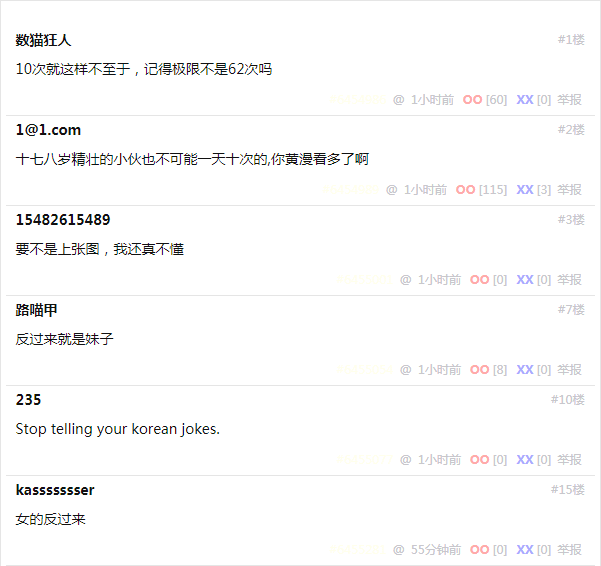 数猫狂人 #1楼
10次就这样不至于，记得极限不是62次吗
@ 1小时前 OO [60] XX [0] 举报
1@1.com #2楼
十七八岁精壮的小伙也不可能一天十次的,你黄漫看多了啊
@ 1小时前 OO [115] XX [3] 举报
15482615489 #3楼
要不是上张图，我还真不懂
@ 1小时前 OO [0] XX [0] 举报
路喵甲 #7楼
反过来就是妹子
@ 1小时前 OO [8] XX [0] 举报
235 #10楼
Stop telling your korean jokes.
@ 1小时前 OO [0] XX [0] 举报
kassssssser #15楼
女的反过来
@ 55分钟前 OO [0] XX [0] 举报